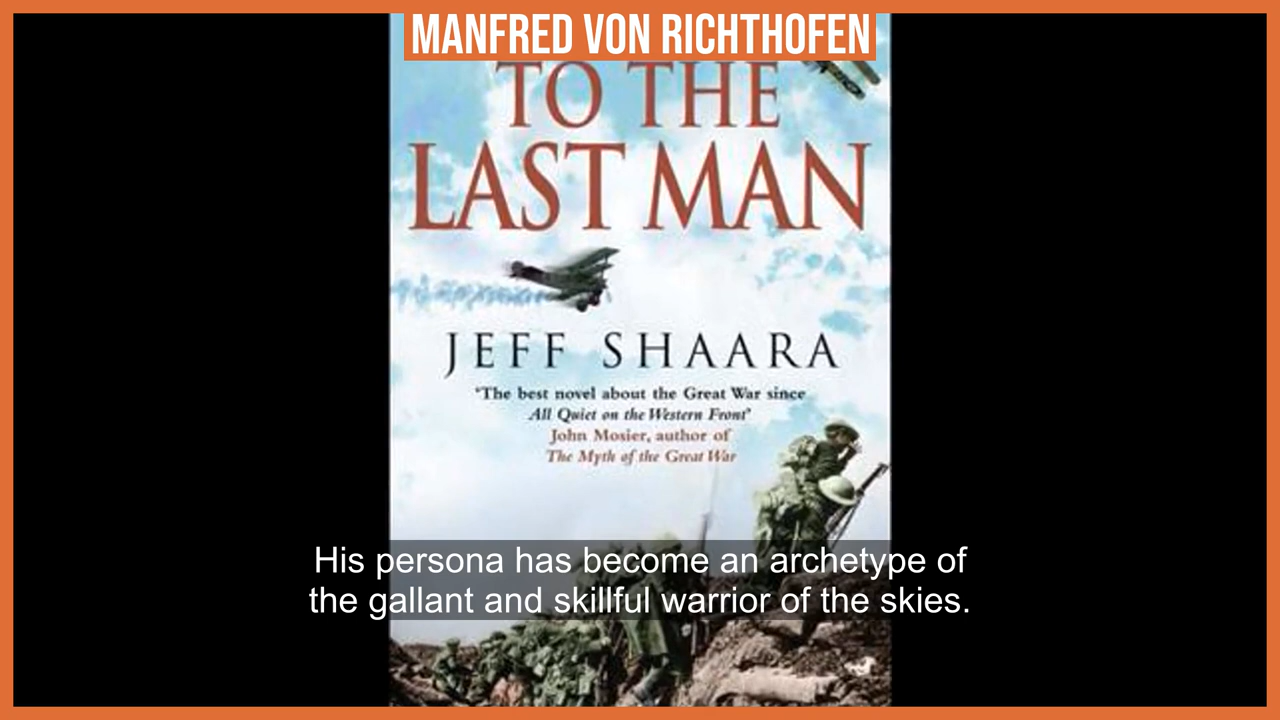 MANFRED VON RICHTHOFEN
TO THE
LAST MAN
JEFF SHAARA
‘The best novel about the Great War since
All Quiet on the Western Front’
John Mosier, author of
The Myth of the Great War
His persona has become an archetype of
the gallant and skillful warrior of the skies.